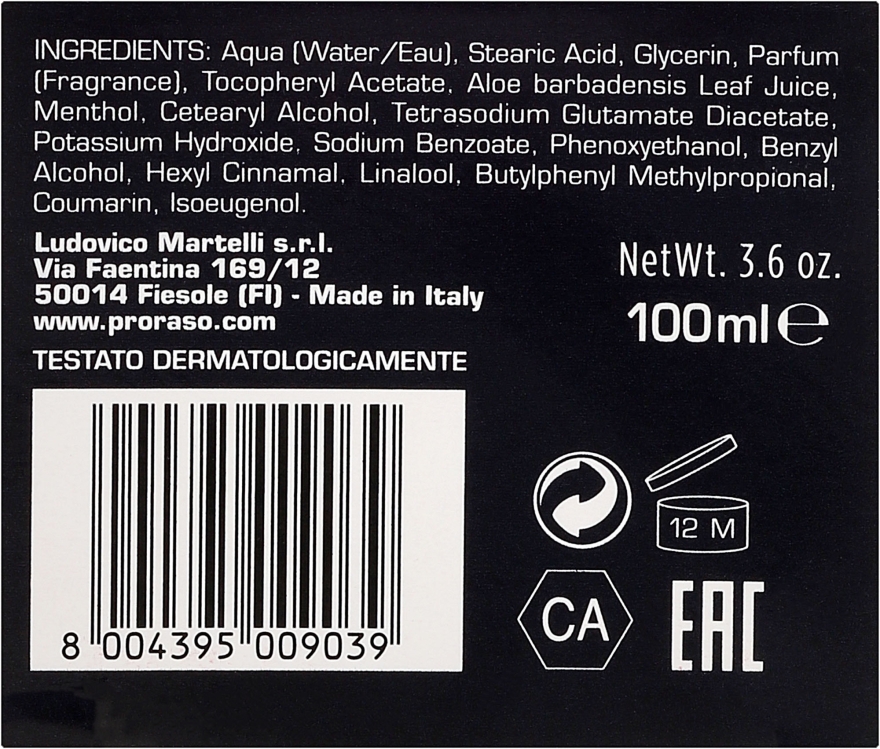 INGREDIENTS: Aqua (Water/Eau), Stearic Acid, Glycerin, Parfum
(Fragrance), Tocopheryl Acetate, Aloe barbadensis Leaf Juice,
Menthol, Cetearyl Alcohol, Tetrasodium Glutamate Diacetate,
Potassium Hydroxide, Sodium Benzoate, Phenoxyethanol, Benzyl
Alcohol, Hexyl Cinnamal, Linalool, Butylphenyl Methylpropional,
Coumarin, Isoeugenol.
Ludovico Martelli s.r.l.
Via Faentina 169/12
50014 Fiesole (FI) - Made in Italy
www.proraso.com
TESTATO DERMATOLOGICAMENTE
NetWt. 3.6 oz.
100ml ℮
8 004395 009039
12 M
CA
EAC